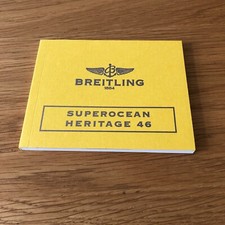 BREITLING
1884
SUPEROCEAN
HERITAGE 46